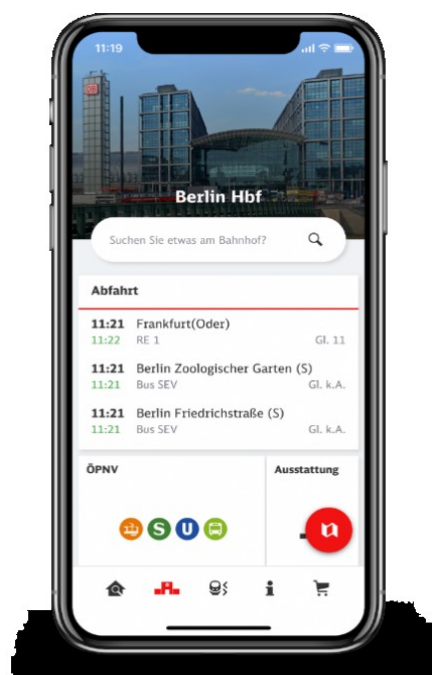 11:19
DB
Berlin Hbf
Suchen Sie etwas am Bahnhof?
Abfahrt
11:21 Frankfurt(Oder)
11:22 RE 1 Gl. 11
11:21 Berlin Zoologischer Garten (S)
11:21 Bus SEV Gl. k.A.
11:21 Berlin Friedrichstraße (S)
11:21 Bus SEV Gl. k.A.
ÖPNV Ausstattung
S U